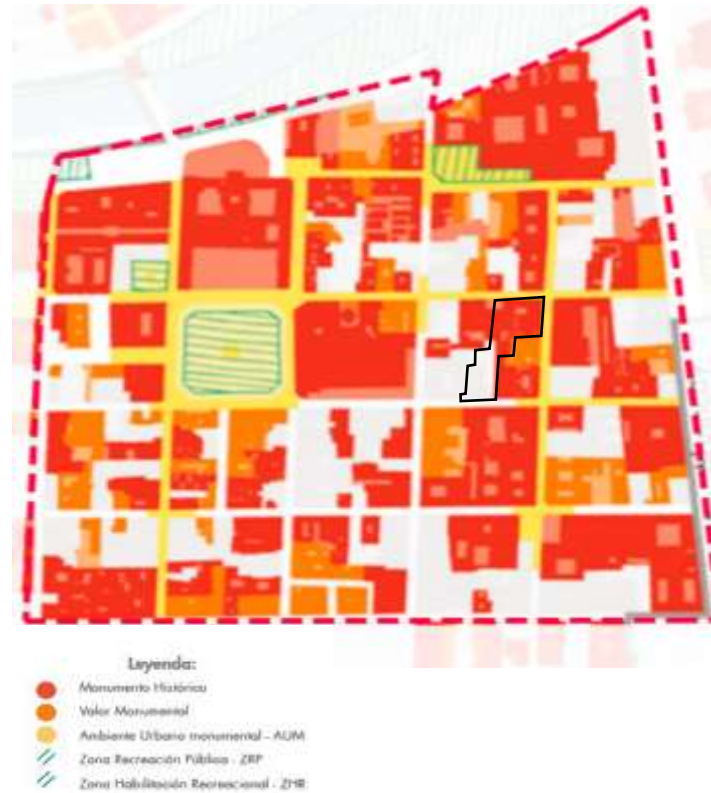 Leyenda:
Monumento Histórico
Valor Monumental
Ambiente Urbano monumental - AUM
Zona Recreación Pública - ZRP
Zona Habilitación Recreacional - ZHR